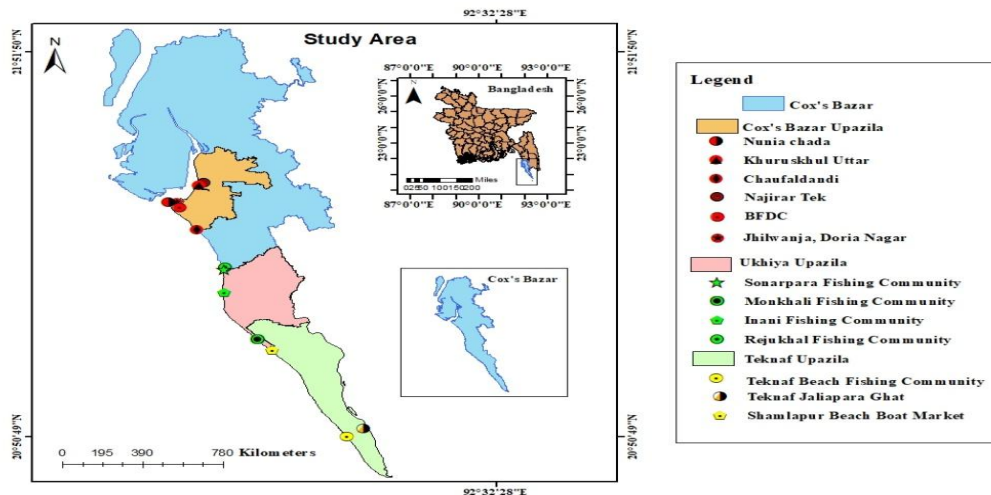 92°32'28"E
Study Area
N
21°51'50"N
21°51'50"N
87°0'0"E 90°0'0"E 93°0'0"E
N
Bangladesh
26°0'0"N
26°0'0"N
23°0'0"N
23°0'0"N
Miles
02550 100150200
87°0'0"E 90°0'0"E 93°0'0"E
Cox's Bazar
20°50'49"N
20°50'49"N
0 195 390 780 Kilometers
92°32'28"E
Legend
Cox's Bazar
Cox's Bazar Upazila
Nunia chada
Khuruskhul Uttar
Chaufaldandi
Najirar Tek
BFDC
Jhilwanja, Doria Nagar
Ukhiya Upazila
Sonarpara Fishing Community
Monkhali Fishing Community
Inani Fishing Community
Rejukhal Fishing Community
Teknaf Upazila
Teknaf Beach Fishing Community
Teknaf Jaliapara Ghat
Shamlapur Beach Boat Market